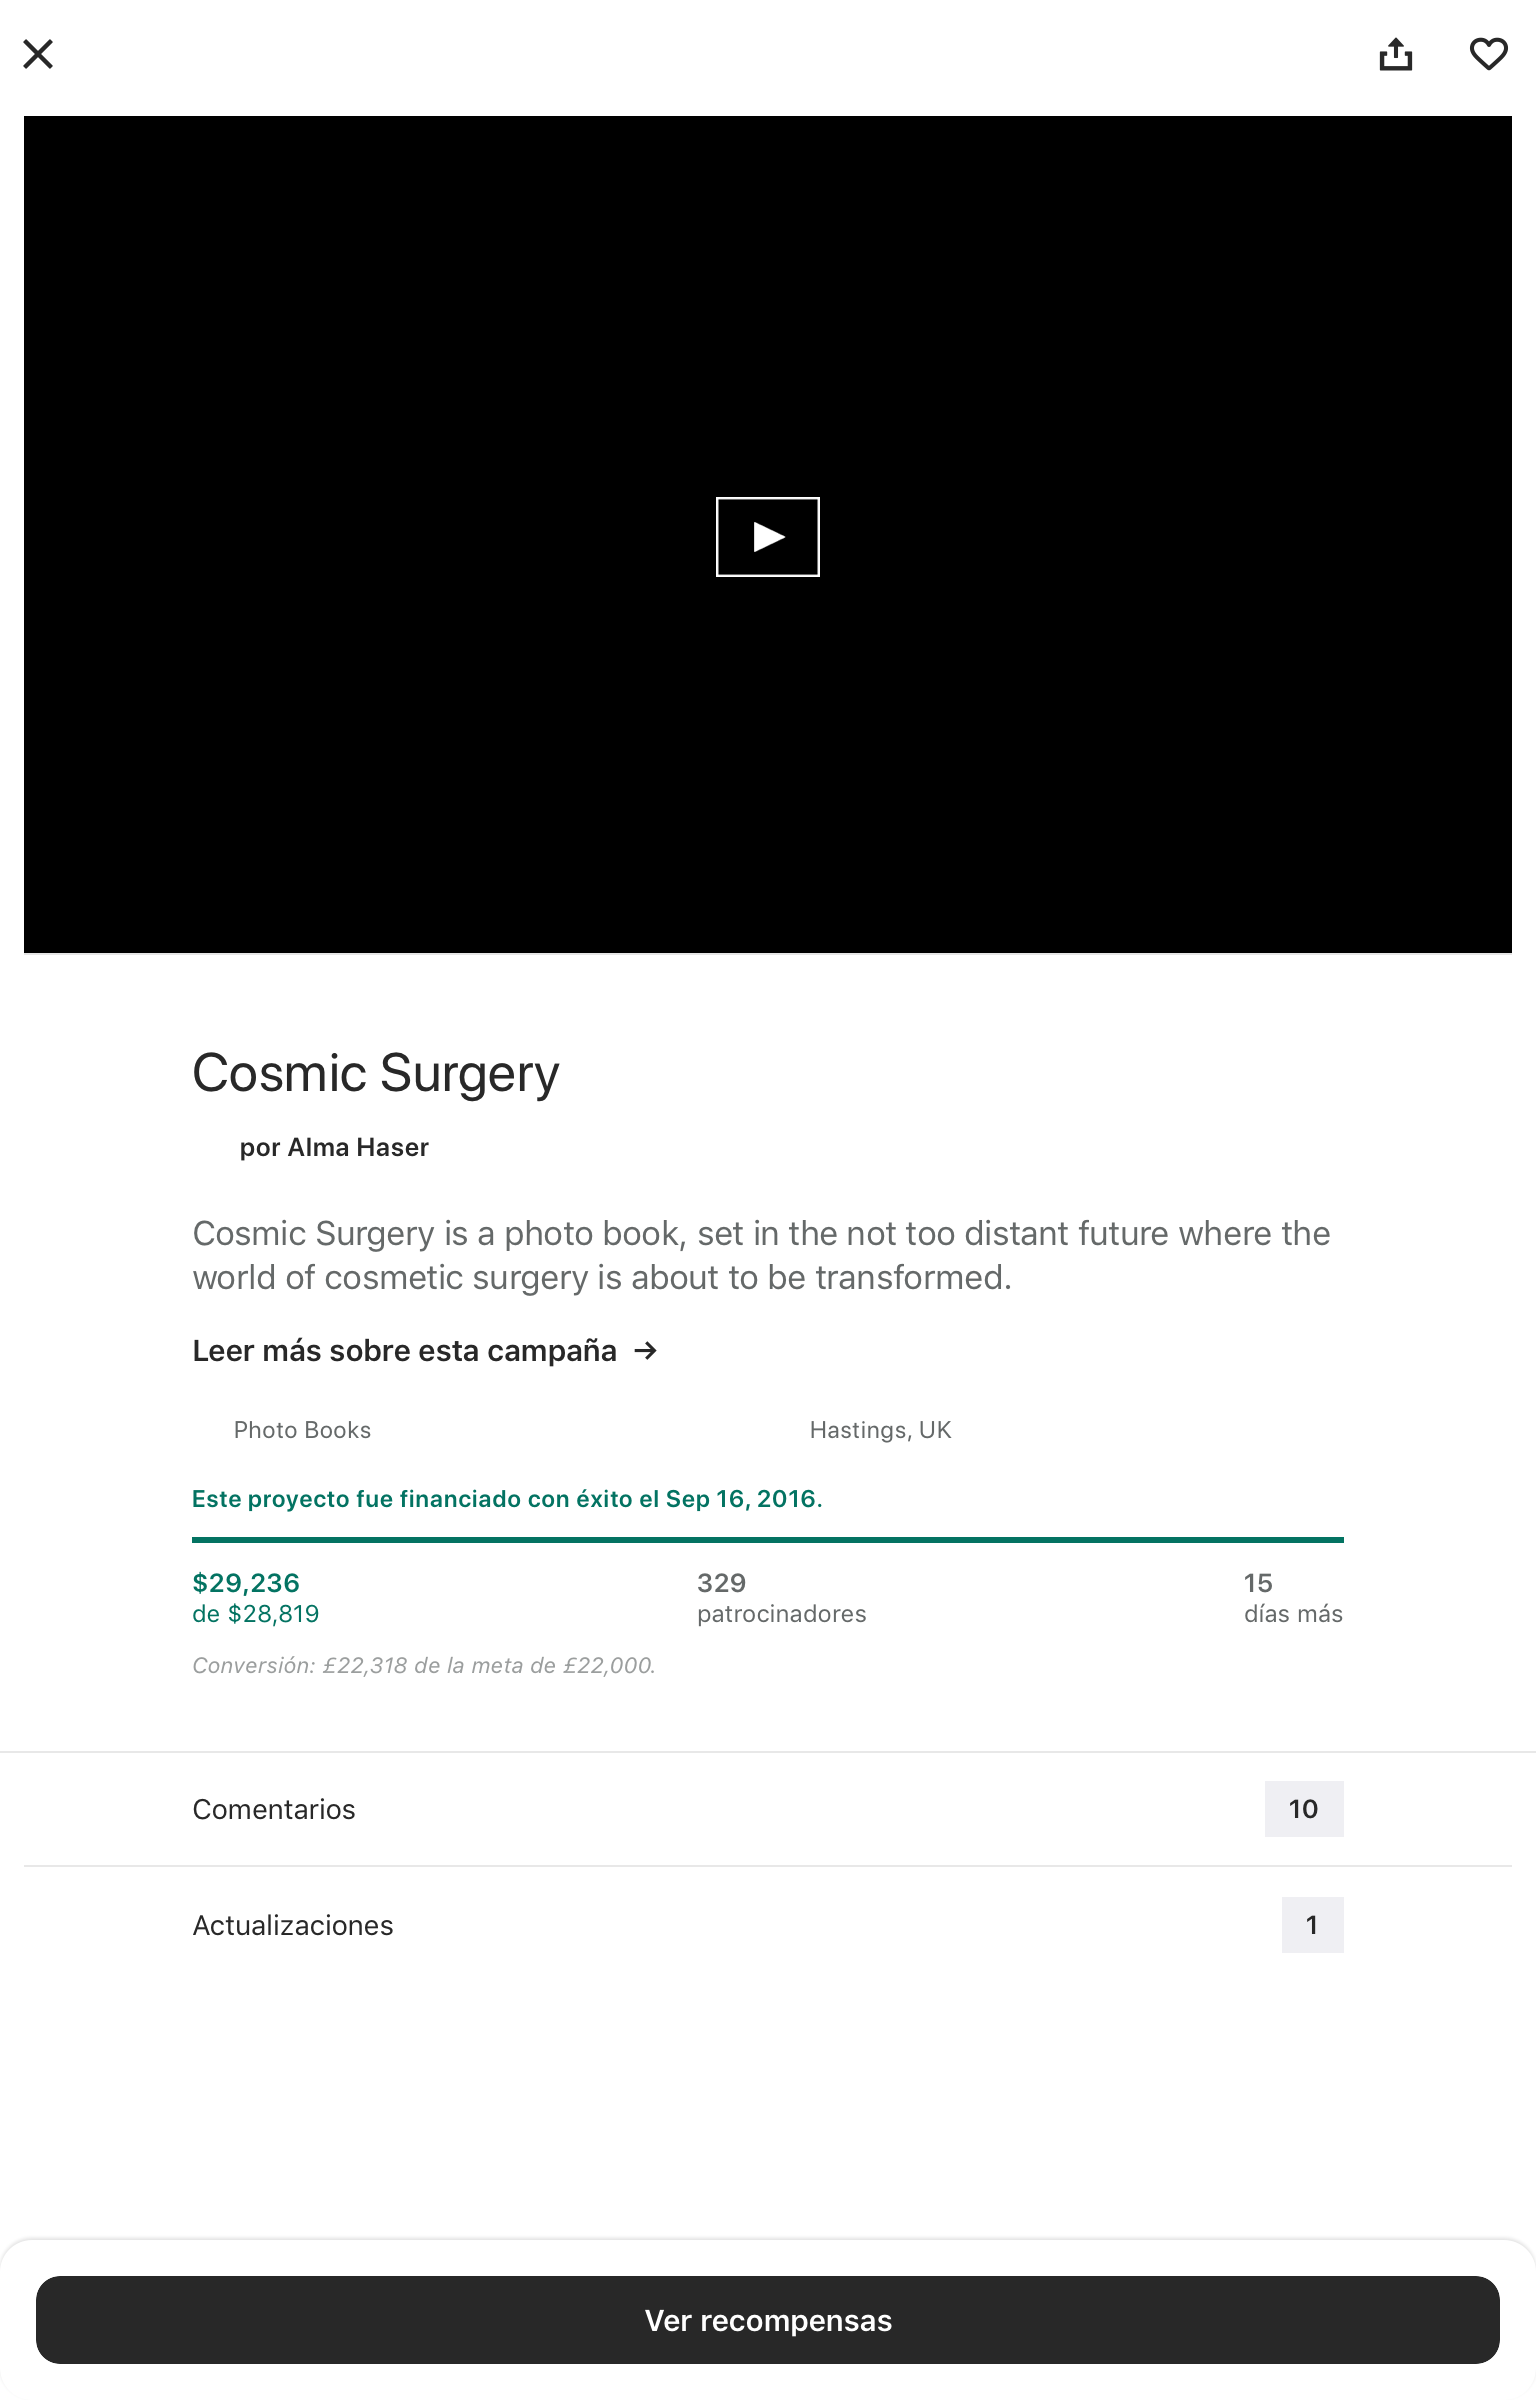 Cosmic Surgery
por Alma Haser
Cosmic Surgery is a photo book, set in the not too distant future where the
world of cosmetic surgery is about to be transformed.
Leer más sobre esta campaña →
Photo Books
Hastings, UK
Este proyecto fue financiado con éxito el Sep 16, 2016.
$29,236
de $28,819
329
patrocinadores
15
días más
Conversión: £22,318 de la meta de £22,000.
Comentarios
10
Actualizaciones
1
Ver recompensas